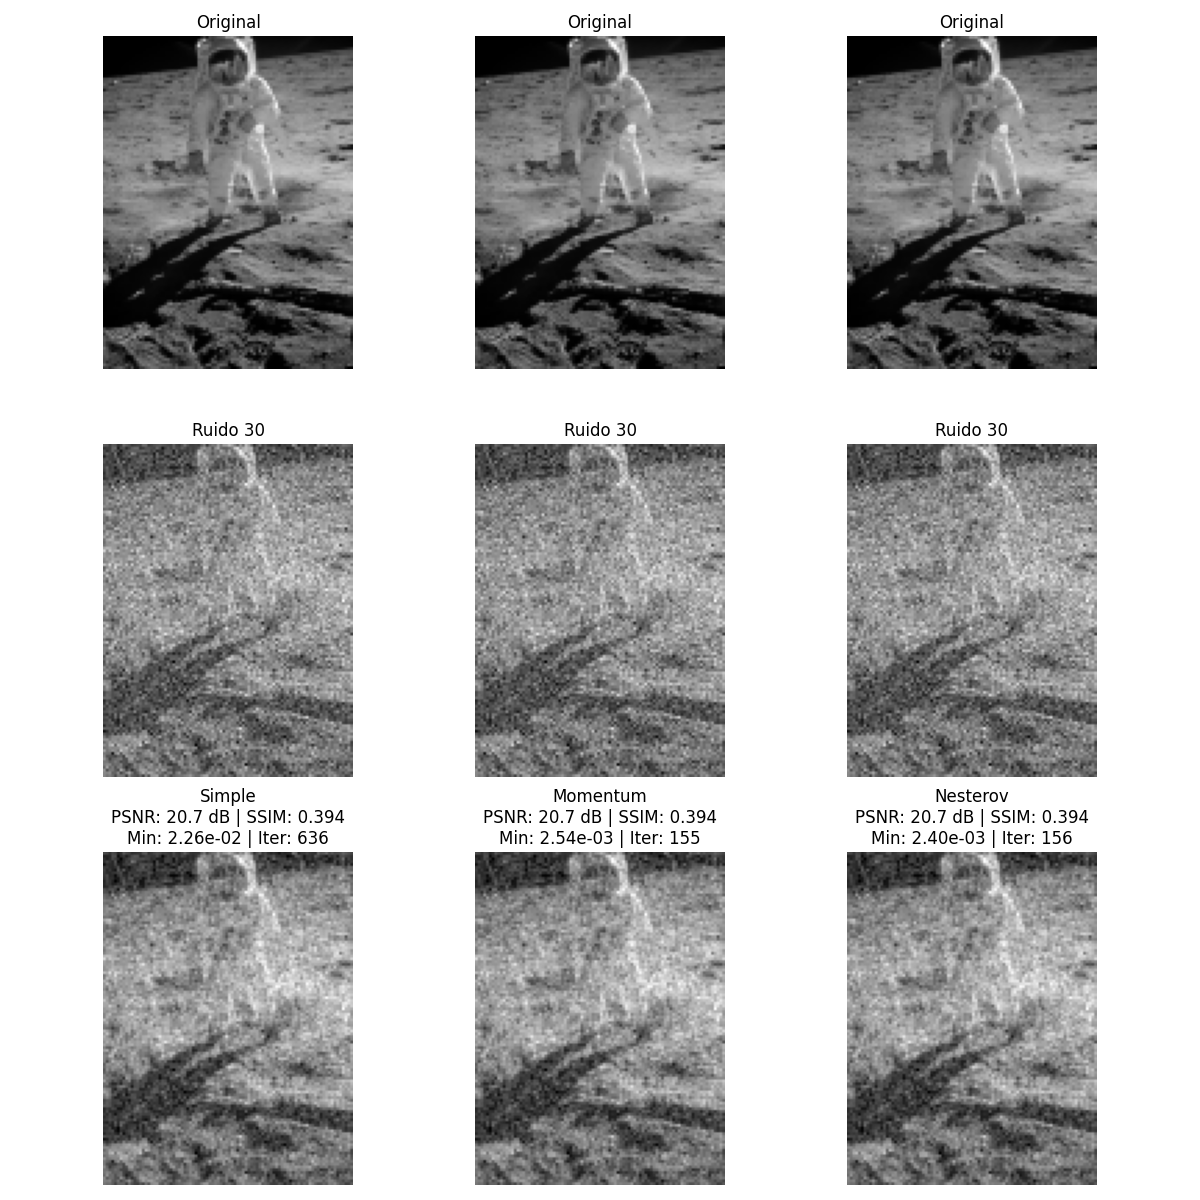 Original
Original
Original
Ruido 30
Ruido 30
Ruido 30
Simple
PSNR: 20.7 dB | SSIM: 0.394
Min: 2.26e-02 | Iter: 636
Momentum
PSNR: 20.7 dB | SSIM: 0.394
Min: 2.54e-03 | Iter: 155
Nesterov
PSNR: 20.7 dB | SSIM: 0.394
Min: 2.40e-03 | Iter: 156